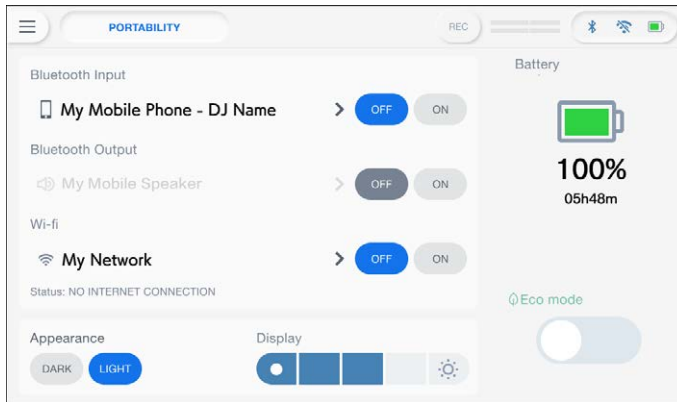 PORTABILITY
REC
Bluetooth Input
My Mobile Phone - DJ Name
OFF ON
Bluetooth Output
My Mobile Speaker
OFF ON
Wi-fi
My Network
OFF ON
Status: NO INTERNET CONNECTION
Appearance
DARK LIGHT
Display
Battery
100%
05h48m
Eco mode